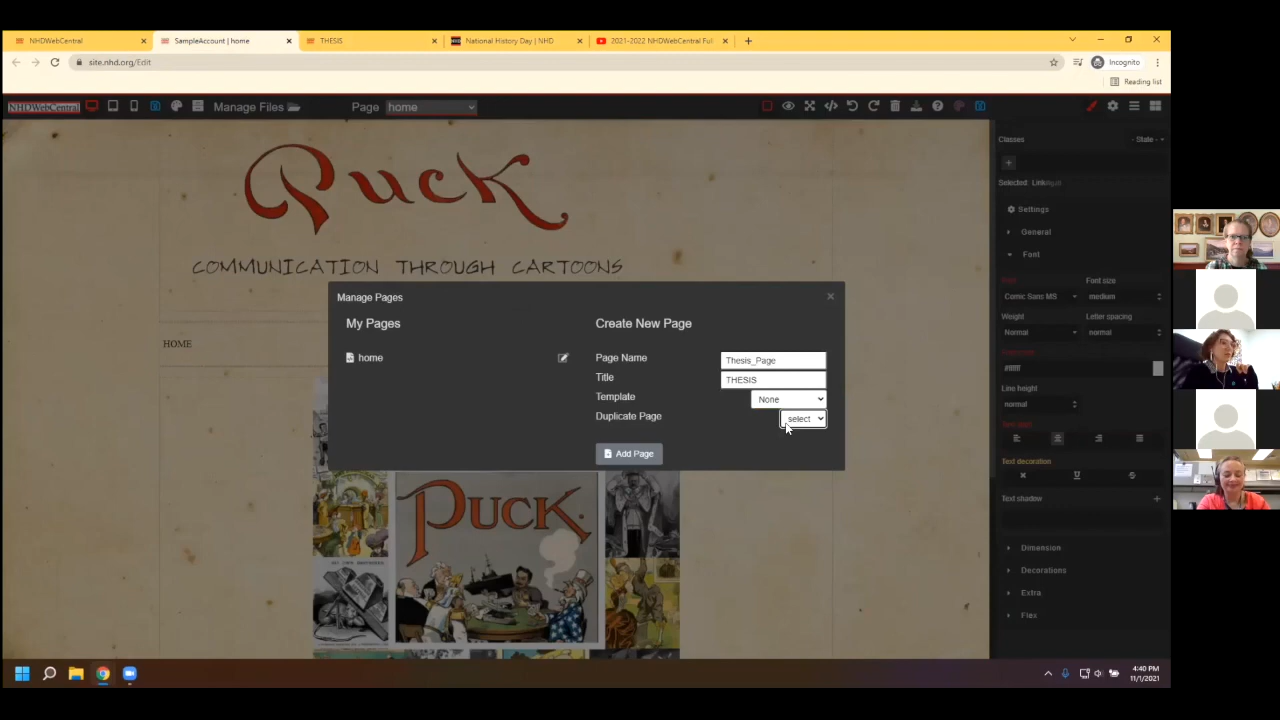 NHDWebCentral
SampleAccount | home
THESIS
National History Day | NHD
2021-2022 NHDWebCentral Full
site.nhd.org/Edit
Incognito
Reading list
NHDWebCentral
Manage Files
Page
home
Puck
COMMUNICATION THROUGH CARTOONS
HOME
Manage Pages
My Pages
home
Create New Page
Page Name
Thesis_Page
Title
THESIS
Template
None
Duplicate Page
select
Add Page
PUCK
Classes
- State -
Selected:
Settings
General
Font
Font size
Comic Sans MS
medium
Weight
Letter spacing
Normal
normal
Line height
normal
Text decoration
Text shadow
Dimension
Decorations
Extra
Flex
4:40 PM
11/1/2021